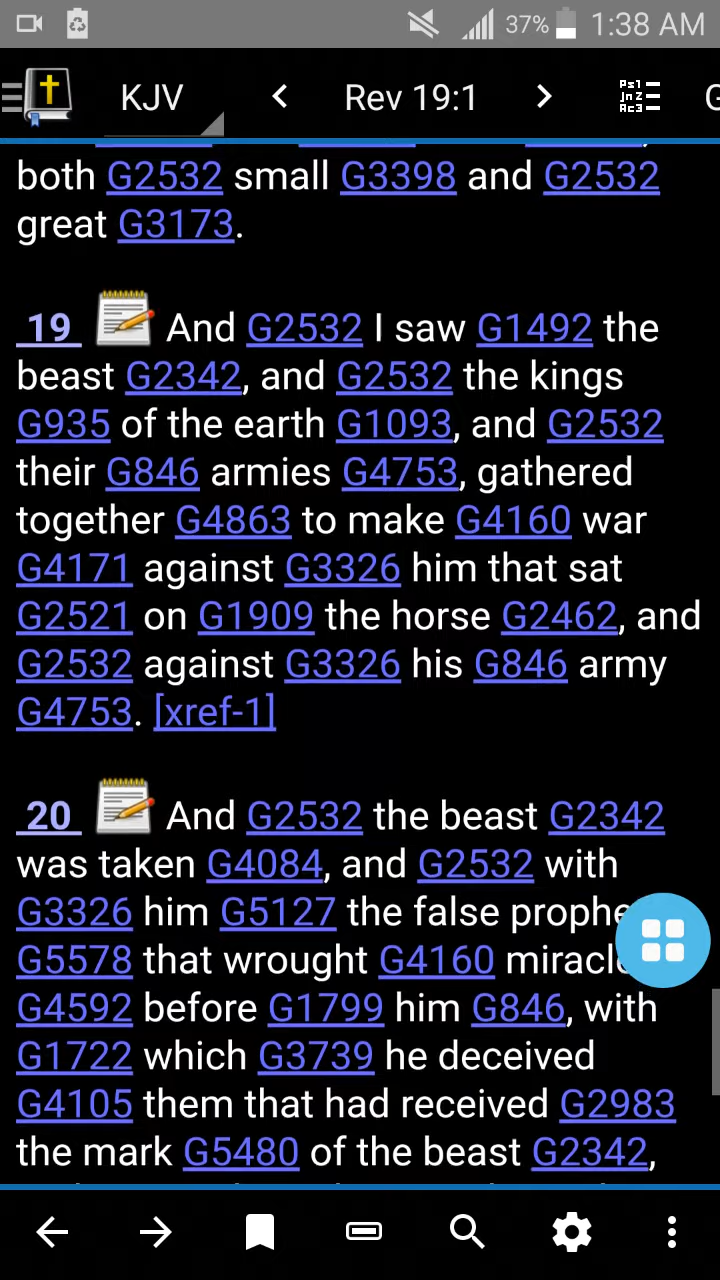 37% 1:38 AM
KJV < Rev 19:1 > Ps1 Jn2 Ac3
both G2532 small G3398 and G2532
great G3173.
19 And G2532 I saw G1492 the
beast G2342, and G2532 the kings
G935 of the earth G1093, and G2532
their G846 armies G4753, gathered
together G4863 to make G4160 war
G4171 against G3326 him that sat
G2521 on G1909 the horse G2462, and
G2532 against G3326 his G846 army
G4753. [xref-1]
20 And G2532 the beast G2342
was taken G4084, and G2532 with
G3326 him G5127 the false prophe
G5578 that wrought G4160 miracl
G4592 before G1799 him G846, with
G1722 which G3739 he deceived
G4105 them that had received G2983
the mark G5480 of the beast G2342,